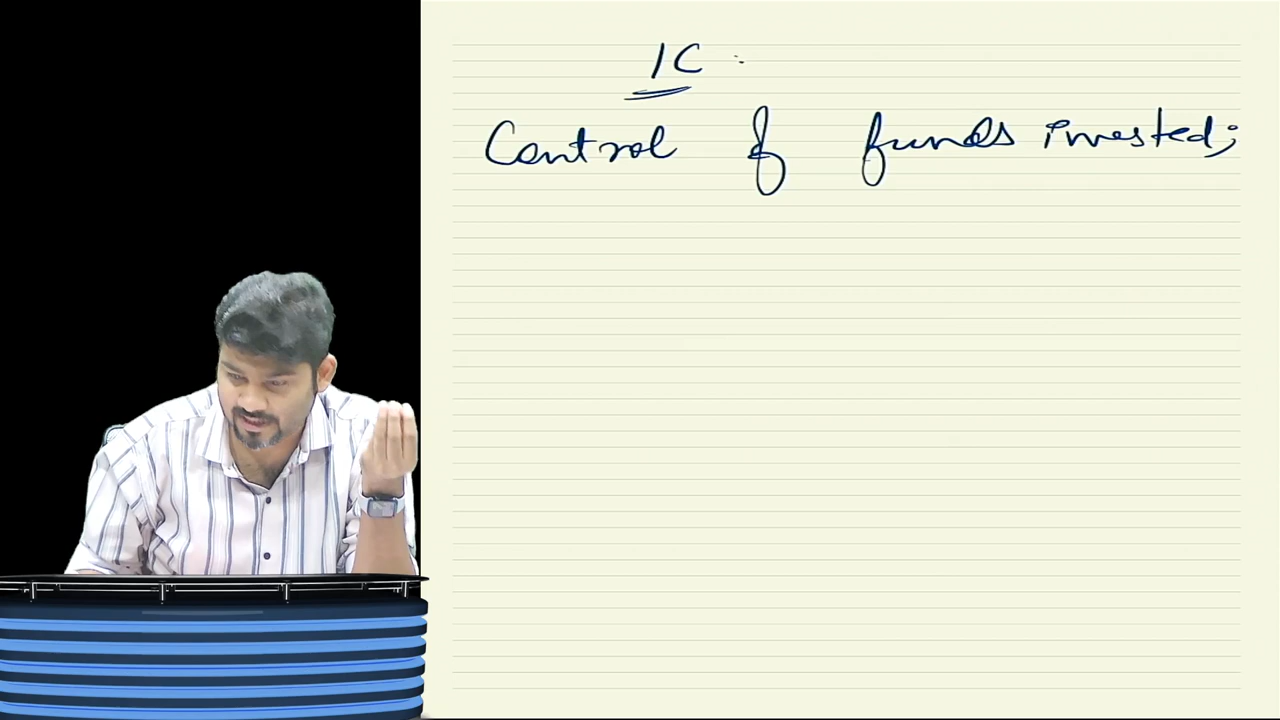 IC :
Control of funds invested;